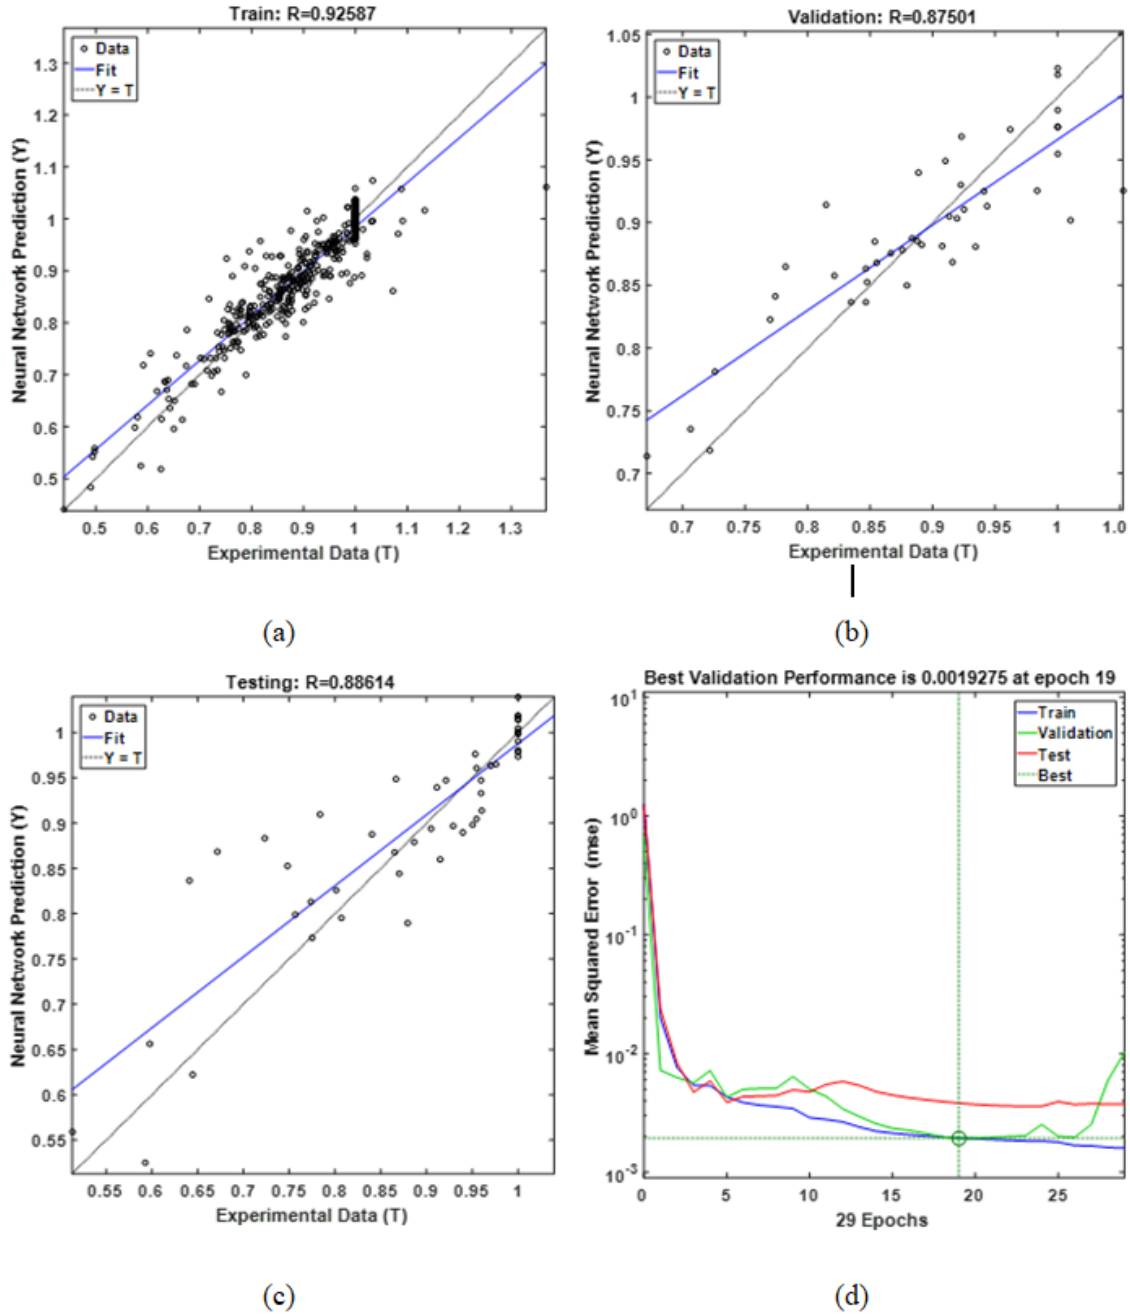 Train: R=0.92587
Data
Fit
Y = T
1.3
1.2
1.1
1
0.9
0.8
0.7
0.6
0.5
Neural Network Prediction (Y)
0.5 0.6 0.7 0.8 0.9 1 1.1 1.2 1.3
Experimental Data (T)
(a)
Validation: R=0.87501
Data
Fit
Y = T
1.05
1
0.95
0.9
0.85
0.8
0.75
0.7
Neural Network Prediction (Y)
0.7 0.75 0.8 0.85 0.9 0.95 1 1.0
Experimental Data (T)
(b)
Testing: R=0.88614
Data
Fit
Y = T
1
0.95
0.9
0.85
0.8
0.75
0.7
0.65
0.6
0.55
Neural Network Prediction (Y)
0.55 0.6 0.65 0.7 0.75 0.8 0.85 0.9 0.95 1
Experimental Data (T)
(c)
Best Validation Performance is 0.0019275 at epoch 19
Train
Validation
Test
Best
10¹
10⁰
10⁻¹
10⁻²
10⁻³
Mean Squared Error (mse)
0 5 10 15 20 25
29 Epochs
(d)